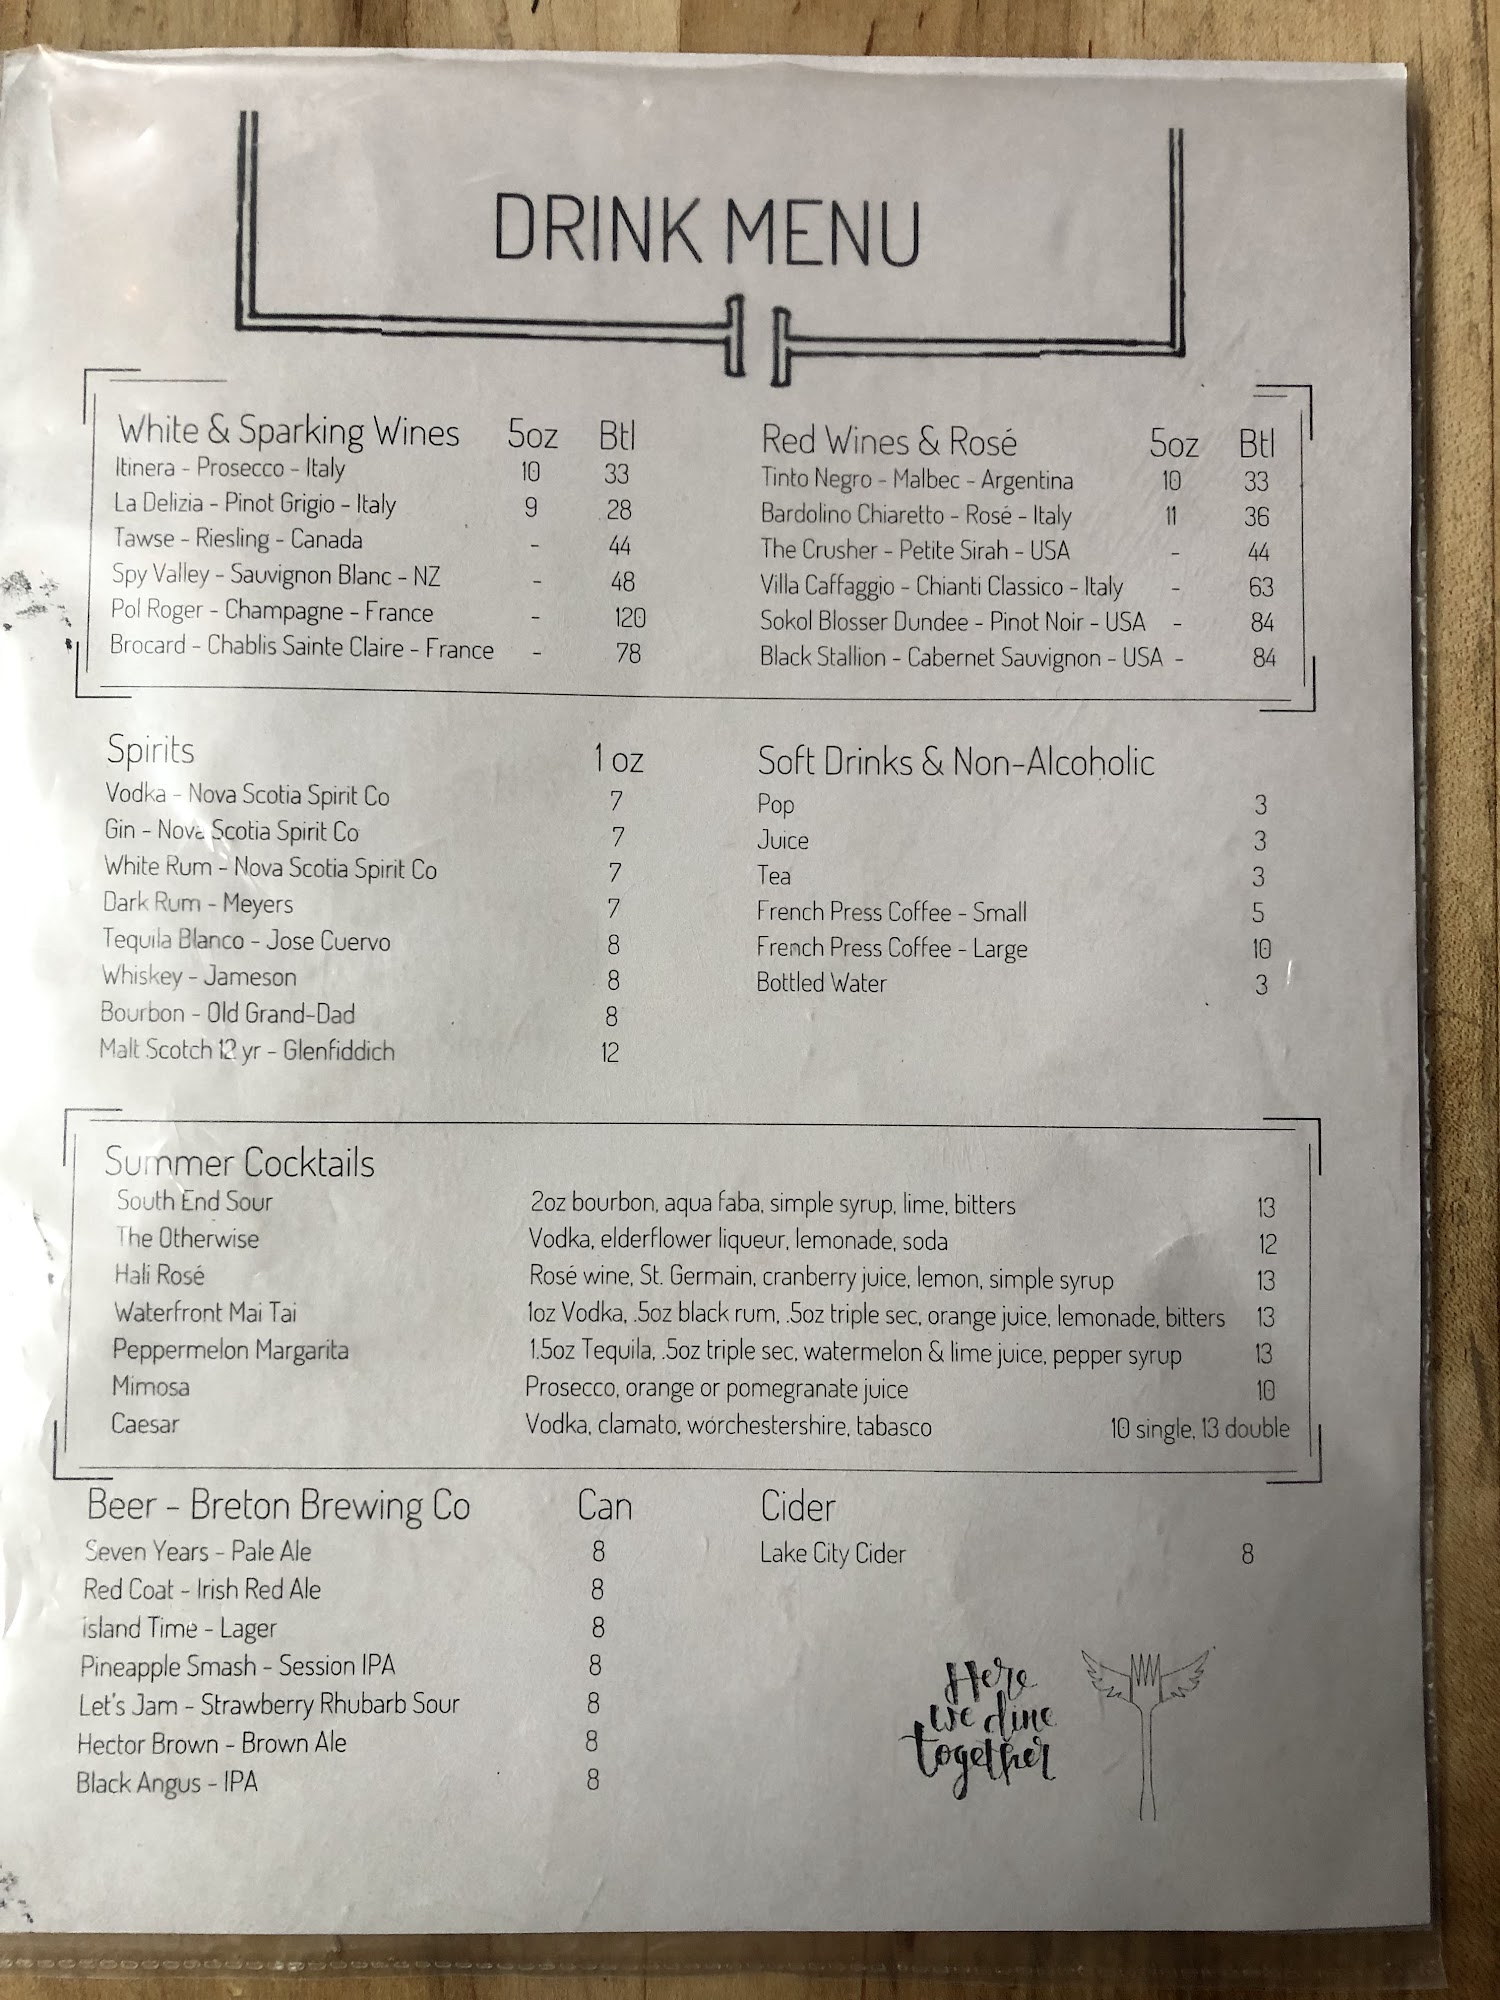 DRINK MENU
White & Sparking Wines 5oz Btl
Itinera - Prosecco - Italy 10 33
La Delizia - Pinot Grigio - Italy 9 28
Tawse - Riesling - Canada - 44
Spy Valley - Sauvignon Blanc - NZ - 48
Pol Roger - Champagne - France - 120
Brocard - Chablis Sainte Claire - France - 78
Red Wines & Rosé 5oz Btl
Tinto Negro - Malbec - Argentina 10 33
Bardolino Chiaretto - Rosé - Italy 11 36
The Crusher - Petite Sirah - USA - 44
Villa Caffaggio - Chianti Classico - Italy - 63
Sokol Blosser Dundee - Pinot Noir - USA - 84
Black Stallion - Cabernet Sauvignon - USA - 84
Spirits 1 oz
Vodka - Nova Scotia Spirit Co 7
Gin - Nova Scotia Spirit Co 7
White Rum - Nova Scotia Spirit Co 7
Dark Rum - Meyers 7
Tequila Blanco - Jose Cuervo 8
Whiskey - Jameson 8
Bourbon - Old Grand-Dad 8
Malt Scotch 12 yr - Glenfiddich 12
Soft Drinks & Non-Alcoholic
Pop 3
Juice 3
Tea 3
French Press Coffee - Small 5
French Press Coffee - Large 10
Bottled Water 3
Summer Cocktails
South End Sour 2oz bourbon, aqua faba, simple syrup, lime, bitters 13
The Otherwise Vodka, elderflower liqueur, lemonade, soda 12
Hali Rosé Rosé wine, St. Germain, cranberry juice, lemon, simple syrup 13
Waterfront Mai Tai 1oz Vodka, .5oz black rum, .5oz triple sec, orange juice, lemonade, bitters 13
Peppermelon Margarita 1.5oz Tequila, .5oz triple sec, watermelon & lime juice, pepper syrup 13
Mimosa Prosecco, orange or pomegranate juice 10
Caesar Vodka, clamato, worchestershire, tabasco 10 single, 13 double
Beer - Breton Brewing Co Can
Seven Years - Pale Ale 8
Red Coat - Irish Red Ale 8
Island Time - Lager 8
Pineapple Smash - Session IPA 8
Let's Jam - Strawberry Rhubarb Sour 8
Hector Brown - Brown Ale 8
Black Angus - IPA 8
Cider
Lake City Cider 8
Here
we dine
together